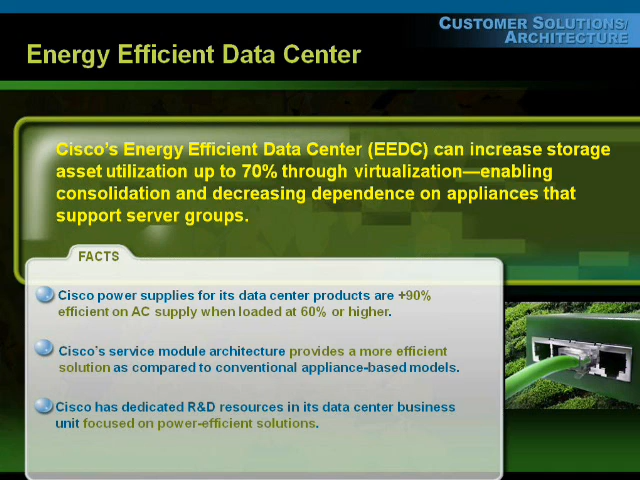 CUSTOMER SOLUTIONS/
ARCHITECTURE
Energy Efficient Data Center
Cisco's Energy Efficient Data Center (EEDC) can increase storage
asset utilization up to 70% through virtualization—enabling
consolidation and decreasing dependence on appliances that
support server groups.
FACTS
Cisco power supplies for its data center products are +90%
efficient on AC supply when loaded at 60% or higher.
Cisco's service module architecture provides a more efficient
solution as compared to conventional appliance-based models.
Cisco has dedicated R&D resources in its data center business
unit focused on power-efficient solutions.